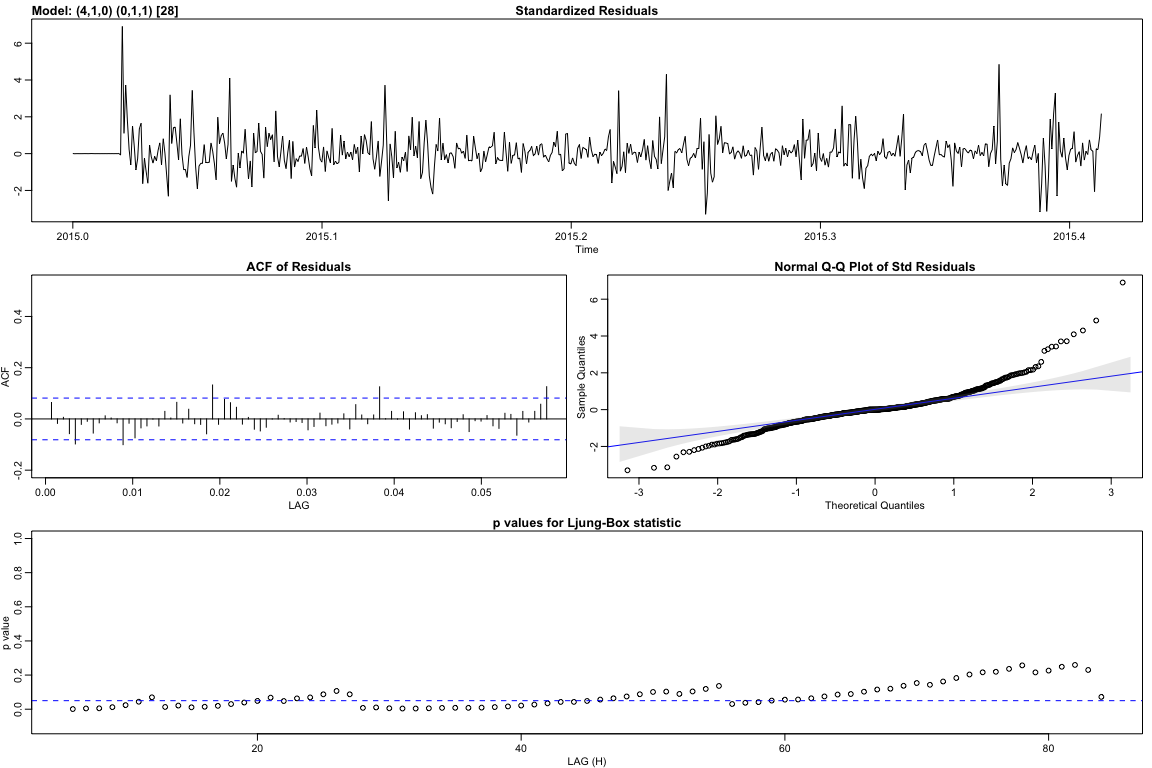 Model: (4,1,0) (0,1,1) [28]
Standardized Residuals
6
4
2
0
-2
2015.0 2015.1 2015.2 2015.3 2015.4
Time
ACF of Residuals
ACF
0.4
0.2
0.0
-0.2
0.00 0.01 0.02 0.03 0.04 0.05
LAG
Normal Q-Q Plot of Std Residuals
Sample Quantiles
6
4
2
0
-2
-3 -2 -1 0 1 2 3
Theoretical Quantiles
p values for Ljung-Box statistic
p value
1.0
0.8
0.6
0.4
0.2
0.0
20 40 60 80
LAG (H)